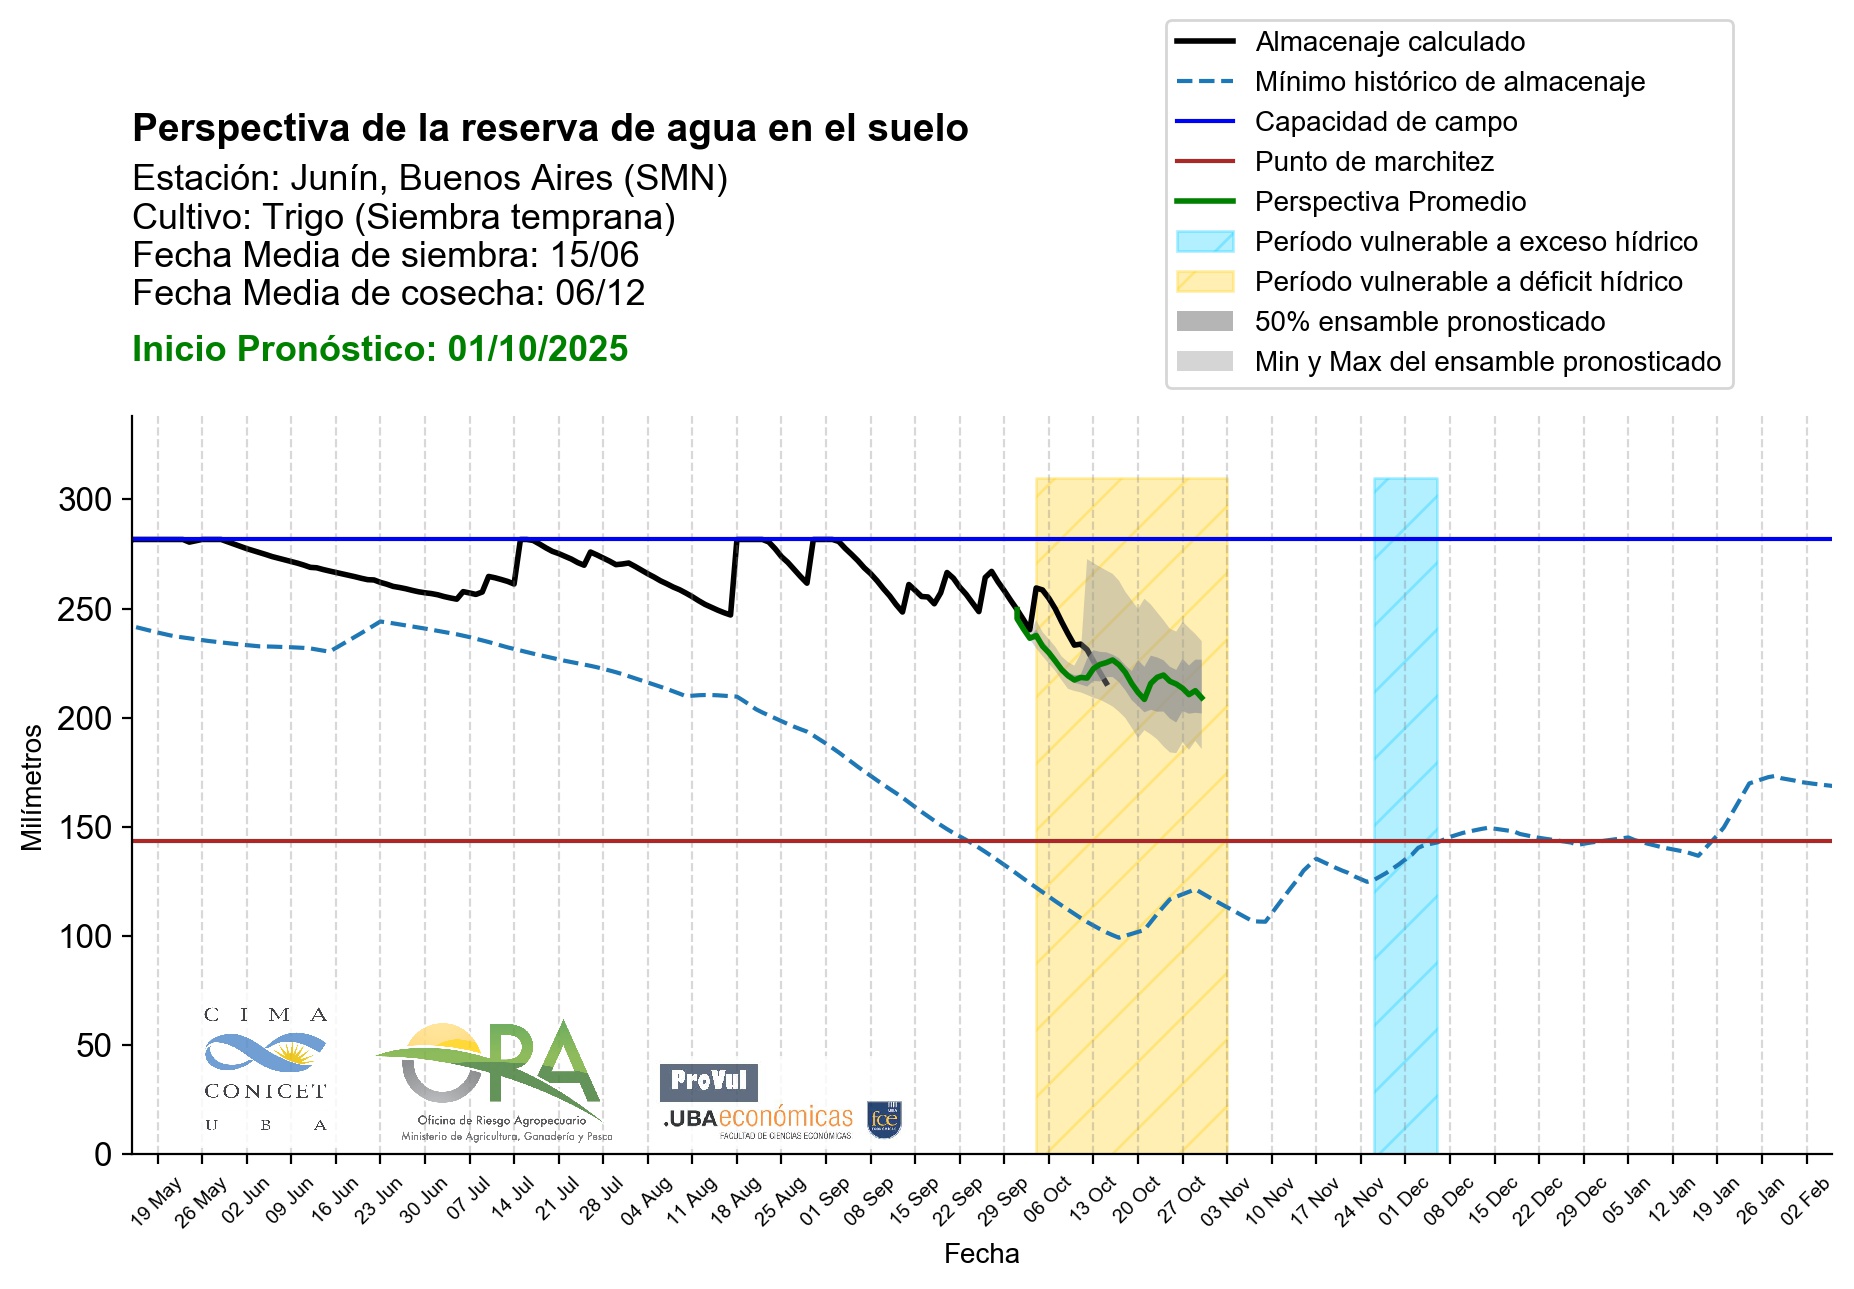 Almacenaje calculado
Mínimo histórico de almacenaje
Capacidad de campo
Punto de marchitez
Perspectiva Promedio
Período vulnerable a exceso hídrico
Período vulnerable a déficit hídrico
50% ensamble pronosticado
Min y Max del ensamble pronosticado
Perspectiva de la reserva de agua en el suelo
Estación: Junín, Buenos Aires (SMN)
Cultivo: Trigo (Siembra temprana)
Fecha Media de siembra: 15/06
Fecha Media de cosecha: 06/12
Inicio Pronóstico: 01/10/2025
Milímetros
300
250
200
150
100
50
0
C I M A
CONICET
U B A
ORA
Oficina de Riesgo Agropecuario
Ministerio de Agricultura, Ganadería y Pesca
ProVul
.UBAeconómicas
FACULTAD DE CIENCIAS ECONÓMICAS
fce
19 May
26 May
02 Jun
09 Jun
16 Jun
23 Jun
30 Jun
07 Jul
14 Jul
21 Jul
28 Jul
04 Aug
11 Aug
18 Aug
25 Aug
01 Sep
08 Sep
15 Sep
22 Sep
29 Sep
06 Oct
13 Oct
20 Oct
27 Oct
03 Nov
10 Nov
17 Nov
24 Nov
01 Dec
08 Dec
15 Dec
22 Dec
29 Dec
05 Jan
12 Jan
19 Jan
26 Jan
02 Feb
Fecha